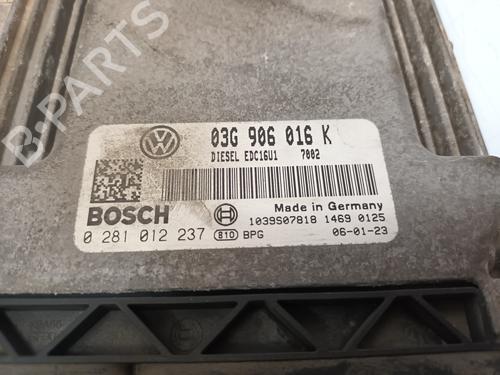 03G 906 016 K
DIESEL EDC16U1 7002
BOSCH
Made in Germany
1039S07818 1469 0125
0 281 012 237 810 BPG 06-01-23
B-PARTS